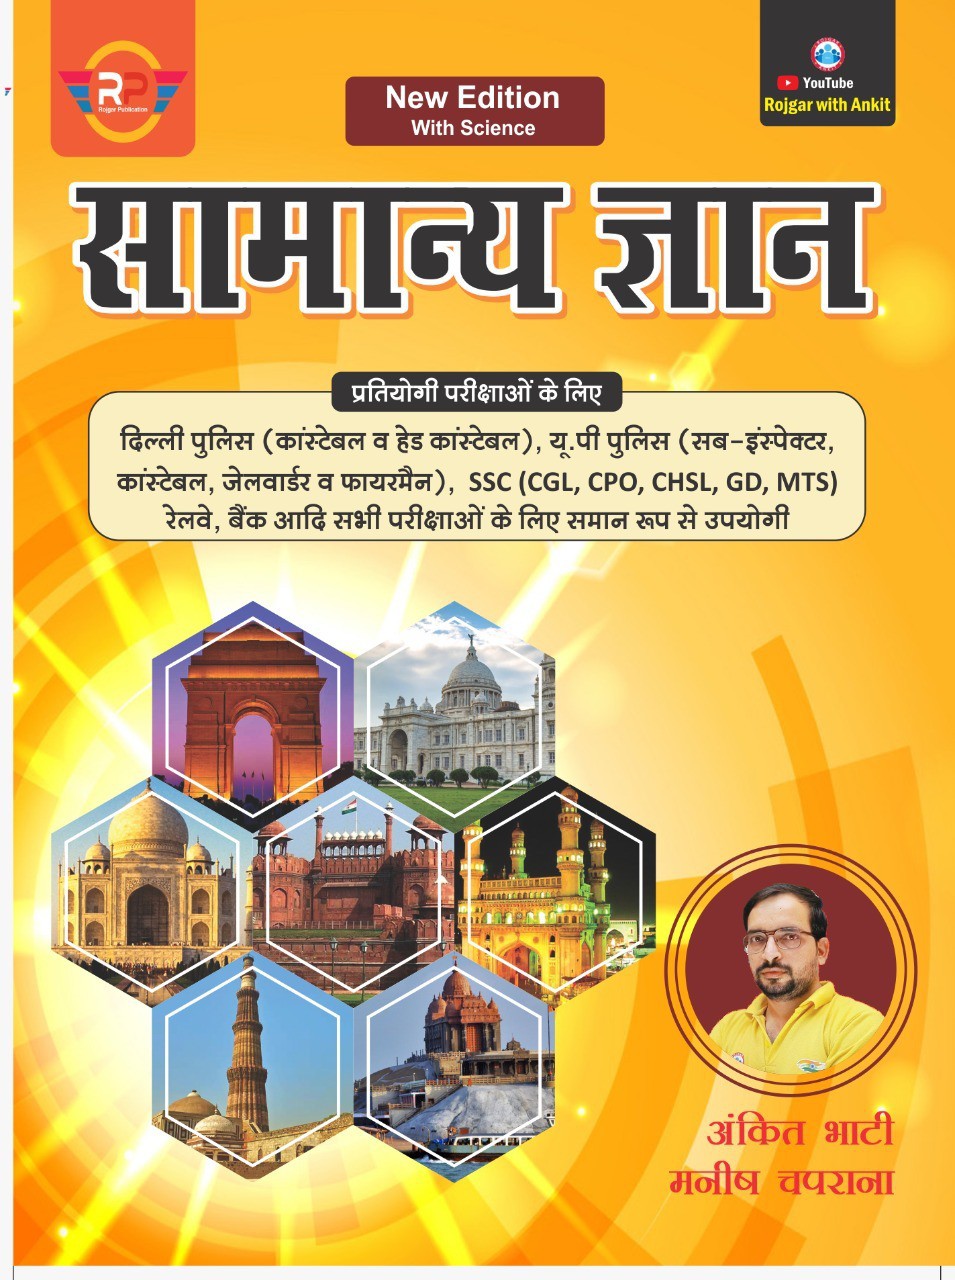 RP
Rojgar Publication
New Edition
With Science
YouTube
Rojgar with Ankit
सामान्य ज्ञान
प्रतियोगी परीक्षाओं के लिए
दिल्ली पुलिस (कांस्टेबल व हेड कांस्टेबल), यू.पी पुलिस (सब-इंस्पेक्टर,
कांस्टेबल, जेलवार्डर व फायरमैन), SSC (CGL, CPO, CHSL, GD, MTS)
रेलवे, बैंक आदि सभी परीक्षाओं के लिए समान रूप से उपयोगी
अंकित भाटी
मनीष चपराना